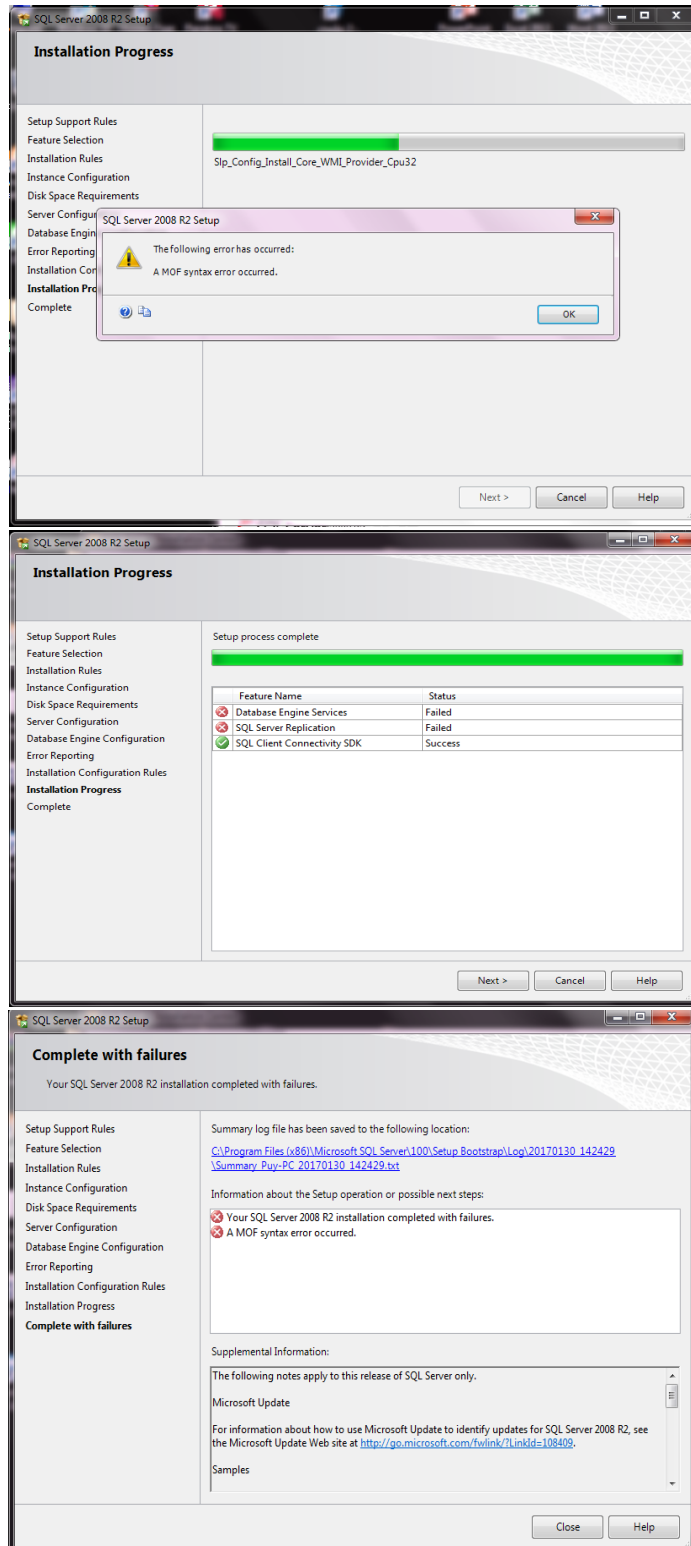 SQL Server 2008 R2 Setup
Installation Progress
Setup Support Rules
Feature Selection
Installation Rules
Instance Configuration
Disk Space Requirements
Server Configur
Database Engin
Error Reporting
Installation Cor
Installation Pro
Complete
Slp_Config_Install_Core_WMI_Provider_Cpu32
SQL Server 2008 R2 Setup
The following error has occurred:
A MOF syntax error occurred.
OK
Next >
Cancel
Help
SQL Server 2008 R2 Setup
Installation Progress
Setup Support Rules
Feature Selection
Installation Rules
Instance Configuration
Disk Space Requirements
Server Configuration
Database Engine Configuration
Error Reporting
Installation Configuration Rules
Installation Progress
Complete
Setup process complete
Feature Name Status
Database Engine Services Failed
SQL Server Replication Failed
SQL Client Connectivity SDK Success
Next >
Cancel
Help
SQL Server 2008 R2 Setup
Complete with failures
Your SQL Server 2008 R2 installation completed with failures.
Setup Support Rules
Feature Selection
Installation Rules
Instance Configuration
Disk Space Requirements
Server Configuration
Database Engine Configuration
Error Reporting
Installation Configuration Rules
Installation Progress
Complete with failures
Summary log file has been saved to the following location:
C:\Program Files (x86)\Microsoft SQL Server\100\Setup Bootstrap\Log\20170130_142429
\Summary_Puy-PC_20170130_142429.txt
Information about the Setup operation or possible next steps:
Your SQL Server 2008 R2 installation completed with failures.
A MOF syntax error occurred.
Supplemental Information:
The following notes apply to this release of SQL Server only.
Microsoft Update
For information about how to use Microsoft Update to identify updates for SQL Server 2008 R2, see
the Microsoft Update Web site at http://go.microsoft.com/fwlink/?LinkId=108409.
Samples
Close
Help